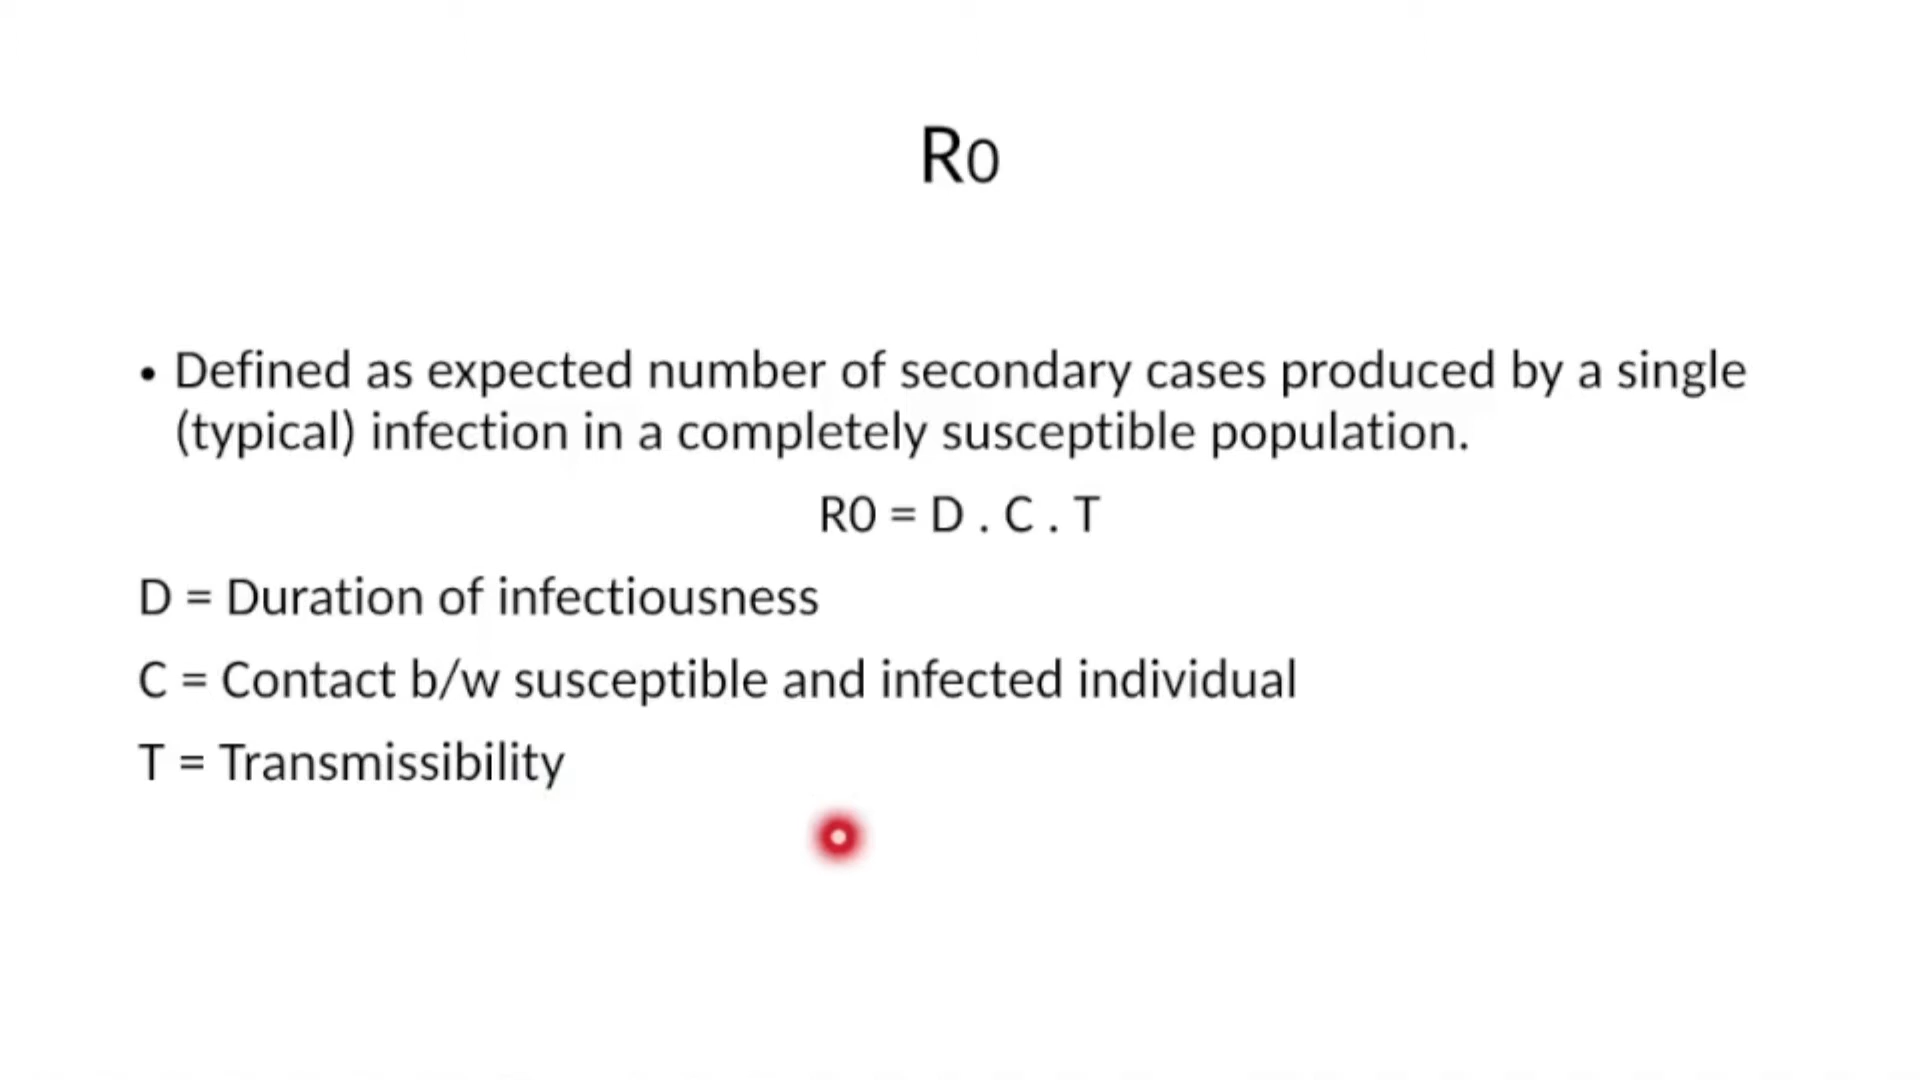 R0
• Defined as expected number of secondary cases produced by a single
(typical) infection in a completely susceptible population.
R0 = D . C . T
D = Duration of infectiousness
C = Contact b/w susceptible and infected individual
T = Transmissibility